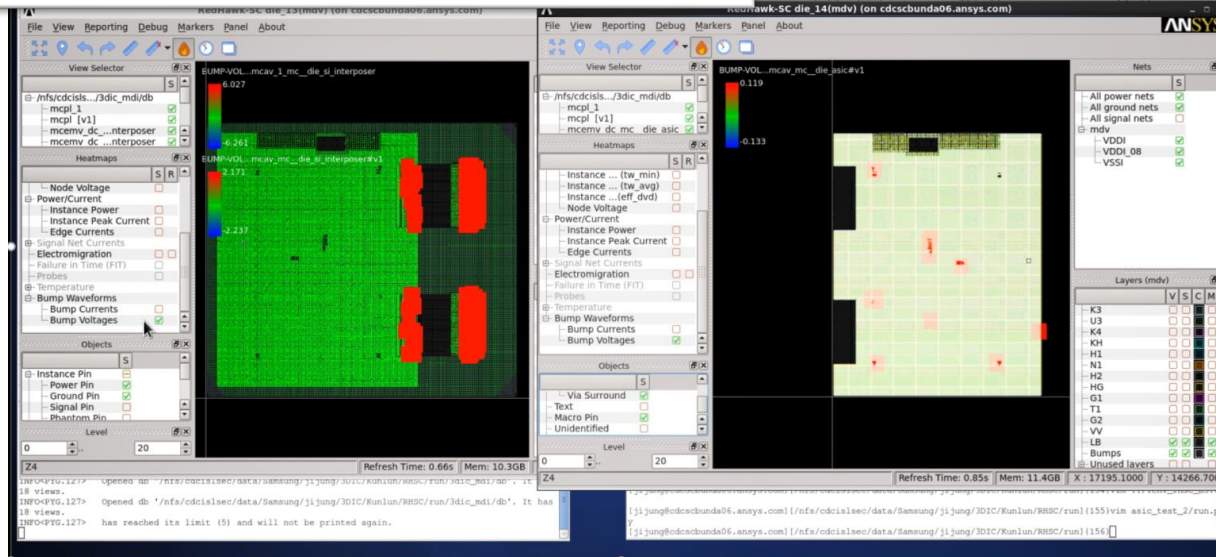 RedHawk-SC die_13(mdv) (on cdcscbunda06.ansys.com)
File View Reporting Debug Markers Panel About
View Selector
S
/nfs/cdcisls.../3dic_mdi/db
mcpl_1
mcpl [v1]
mcemv_dc_...nterposer
mcemv dc ...nterposer
Heatmaps
S R
Node Voltage
Power/Current
Instance Power
Instance Peak Current
Edge Currents
Signal Net Currents
Electromigration
Failure in Time (FIT)
Probes
Temperature
Bump Waveforms
Bump Currents
Bump Voltages
Objects
S
Instance Pin
Power Pin
Ground Pin
Signal Pin
Phantom Pin
Level
0 20
Z4
Refresh Time: 0.66s Mem: 10.3GB
BUMP-VOL...mcav_1_mc__die_si_interposer
6.027
-6.261
BUMP-VOL...mcav_mc__die_si_interposer#v1
2.171
-2.237
INFO<PYG.127> Opened db '/nfs/cdcislsec/data/Samsung/jijung/3DIC/Kunlun/RHSC/run/3dic_mdi/db'. It
18 views.
INFO<PYG.127> Opened db '/nfs/cdcislsec/data/Samsung/jijung/3DIC/Kunlun/RHSC/run/3dic_mdi/db'. It has
18 views.
INFO<PYG.127> has reached its limit (5) and will not be printed again.
RedHawk-SC die_14(mdv) (on cdcscbunda06.ansys.com)
File View Reporting Debug Markers Panel About
ANSYS
View Selector
S
/nfs/cdcisls.../3dic_mdi/db
mcpl_1
mcpl [v1]
mcemv dc mc die asic
Heatmaps
S R
Instance ... (tw_min)
Instance ... (tw_avg)
Instance ...(eff_dvd)
Node Voltage
Power/Current
Instance Power
Instance Peak Current
Edge Currents
Signal Net Currents
Electromigration
Failure in Time (FIT)
Probes
Temperature
Bump Waveforms
Bump Currents
Bump Voltages
Objects
S
Via Surround
Text
Macro Pin
Unidentified
Level
0 20
Z4
Refresh Time: 0.85s Mem: 11.4GB X : 17195.1000 Y : 14266.700
BUMP-VOL...mcav_mc__die_asic#v1
0.119
-0.133
Nets
S
All power nets
All ground nets
All signal nets
mdv
VDDI
VDDI_08
VSSI
Layers (mdv)
V S C M
K3
U3
K4
KH
H1
N1
H2
HG
G1
T1
G2
VV
LB
Bumps
Unused layers
[jijung@cdcscbunda06.ansys.com][/nfs/cdcislsec/data/Samsung/jijung/3DIC/Kunlun/RHSC/run]{155}vim asic_test_2/run.p
y
[jijung@cdcscbunda06.ansys.com][/nfs/cdcislsec/data/Samsung/jijung/3DIC/Kunlun/RHSC/run]{156}